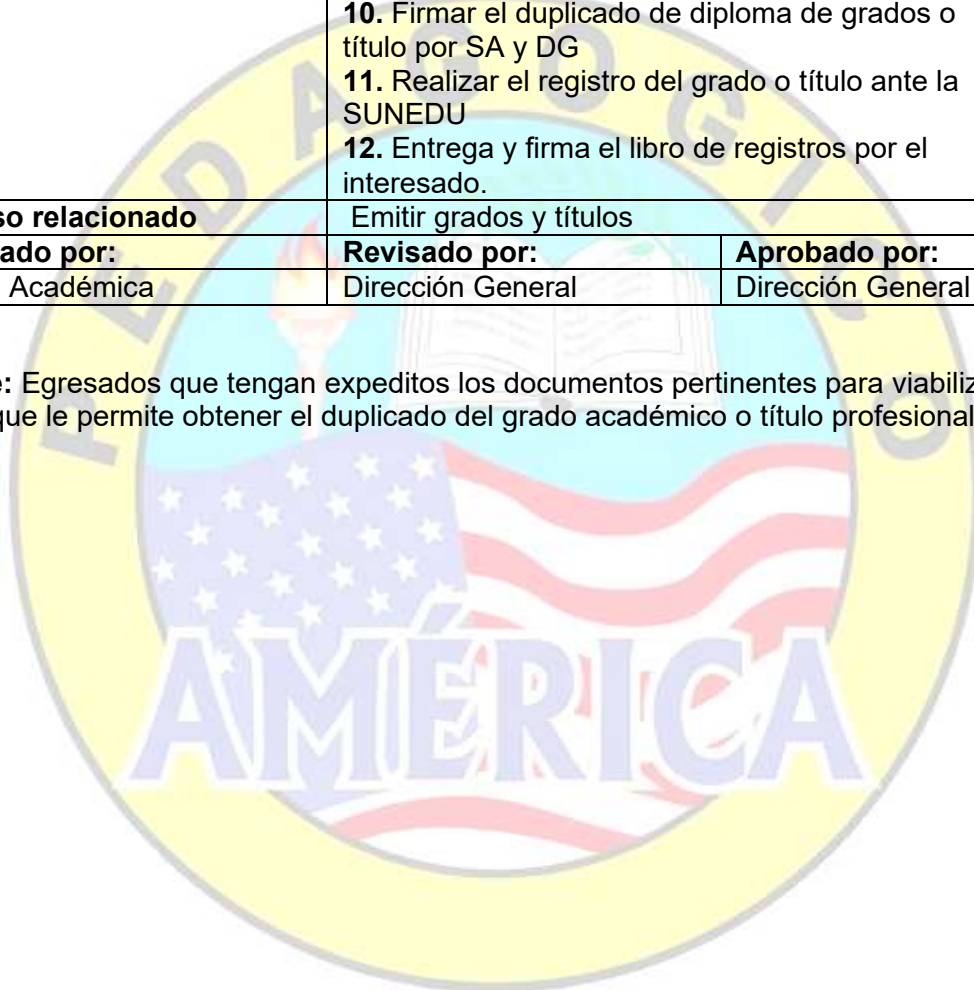 10. Firmar el duplicado de diploma de grados o
título por SA y DG
11. Realizar el registro del grado o título ante la
SUNEDU
12. Entrega y firma el libro de registros por el
interesado.
so relacionado Emitir grados y títulos
ado por: Revisado por: Aprobado por:
Académica Dirección General Dirección General
: Egresados que tengan expeditos los documentos pertinentes para viabiliz
que le permite obtener el duplicado del grado académico o título profesional
PEDAGOGICO
AMÉRICA